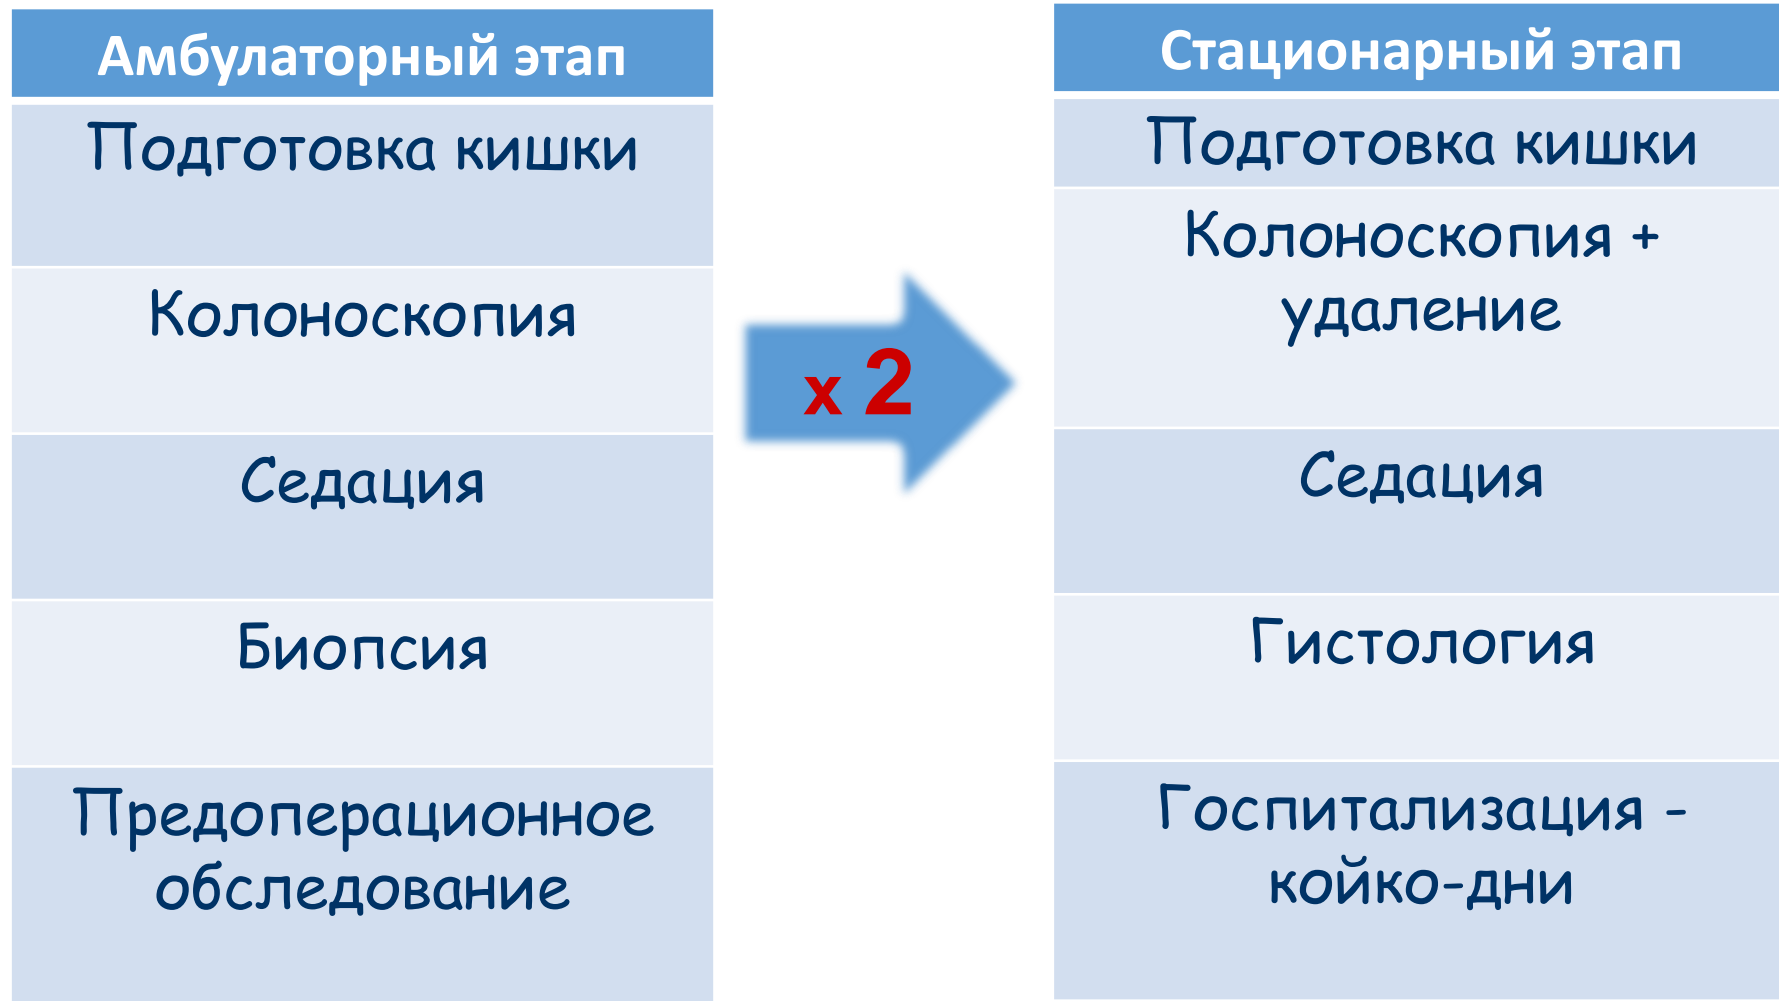 Амбулаторный этап
Подготовка кишки
Колоноскопия
Седация
Биопсия
Предоперационное
обследование
x 2
Стационарный этап
Подготовка кишки
Колоноскопия +
удаление
Седация
Гистология
Госпитализация -
койко-дни